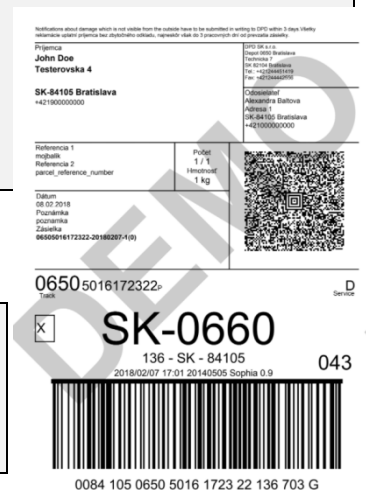 Notifications about damage which is not visible from the outside have to be submitted in writing to DPD within 3 days Všetky
reklamácie uplatní príjemca bez zbytočného odkladu, najneskôr však do 3 pracovných dní od prevzatia zásielky.
Príjemca
John Doe
Testerovska 4
SK-84105 Bratislava
+421900000000
DPD SK s.r.o.
Depot 0650 Bratislava
Technická 7
SK 82104 Bratislava
Odosielateľ
Alexandra Baltova
Adresa 1
SK-84105 Bratislava
+421000000000
Referencia 1
mojbalik
Referencia 2
parcel_reference_number
Počet
1 / 1
Hmotnosť
1 kg
Dátum
08.02.2018
Poznámka
poznamka
Zásielka
06505016172322-20180207-1(0)
DEMO
0650 5016172322P
Track
D
Service
X
SK-0660
136 - SK - 84105
2018/02/07 17:01 20140505 Sophia 0.9
043
0084 105 0650 5016 1723 22 136 703 G